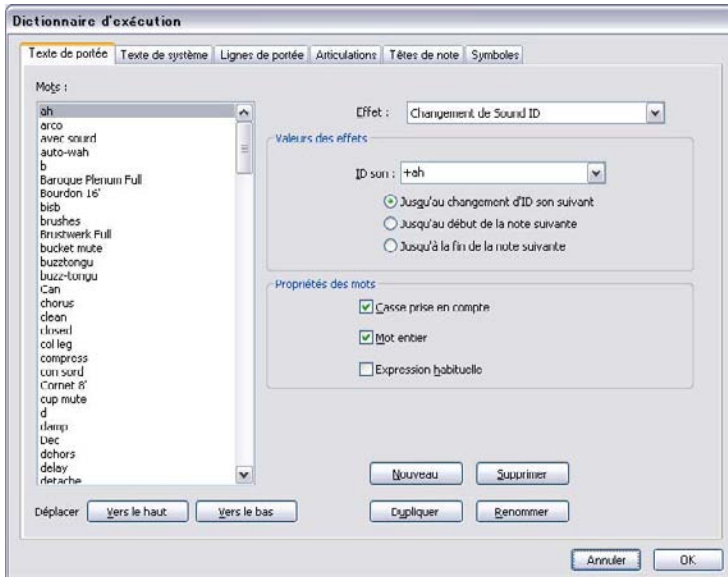 Dictionnaire d'exécution
Texte de portée
Texte de système
Lignes de portée
Articulations
Têtes de note
Symboles
Mots :
ah
arco
avec sourd
auto-wah
b
Baroque Plenum Full
Bourdon 16'
bisb
brushes
Brustwerk Full
bucket mute
buzztongu
buzz-tongu
Can
chorus
clean
closed
col leg
compress
con sord
Cornet 8'
cup mute
d
damp
Dec
dehors
delay
detache
Déplacer
Vers le haut
Vers le bas
Effet :
Changement de Sound ID
Valeurs des effets
ID son :
+ah
Jusqu'au changement d'ID son suivant
Jusqu'au début de la note suivante
Jusqu'à la fin de la note suivante
Propriétés des mots
Casse prise en compte
Mot entier
Expression habituelle
Nouveau
Supprimer
Dupliquer
Renommer
Annuler
OK